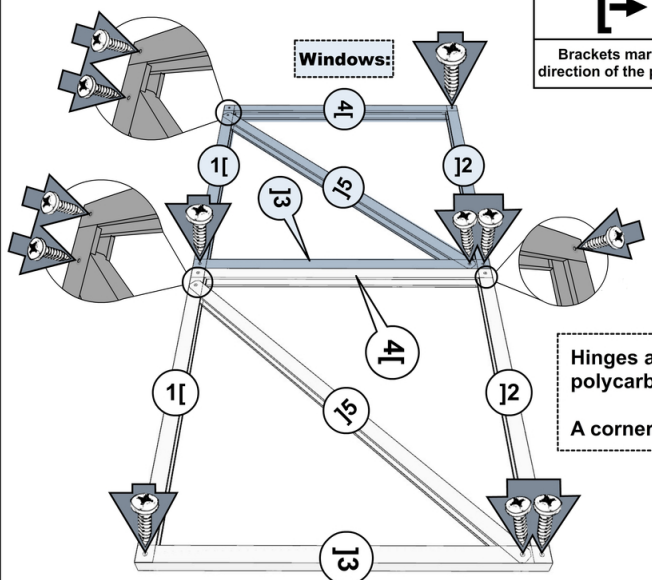 [→
Brackets mar
direction of the p
Windows:
4[
1[
]2
]5
]3
4[
1[
]5
]2
]3
Hinges a
polycarb
A corner